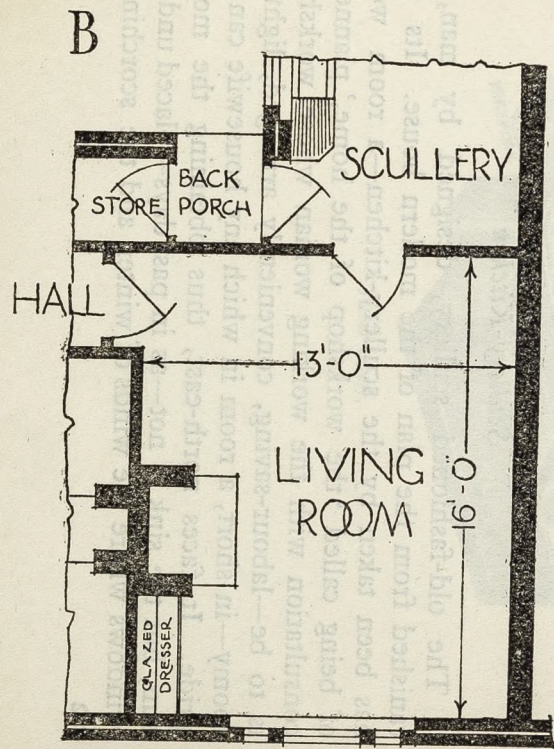 B
SCULLERY
BACK
PORCH
STORE
HALL
13'-0"
LIVING
ROOM
16'-0"
GLAZED
DRESSER